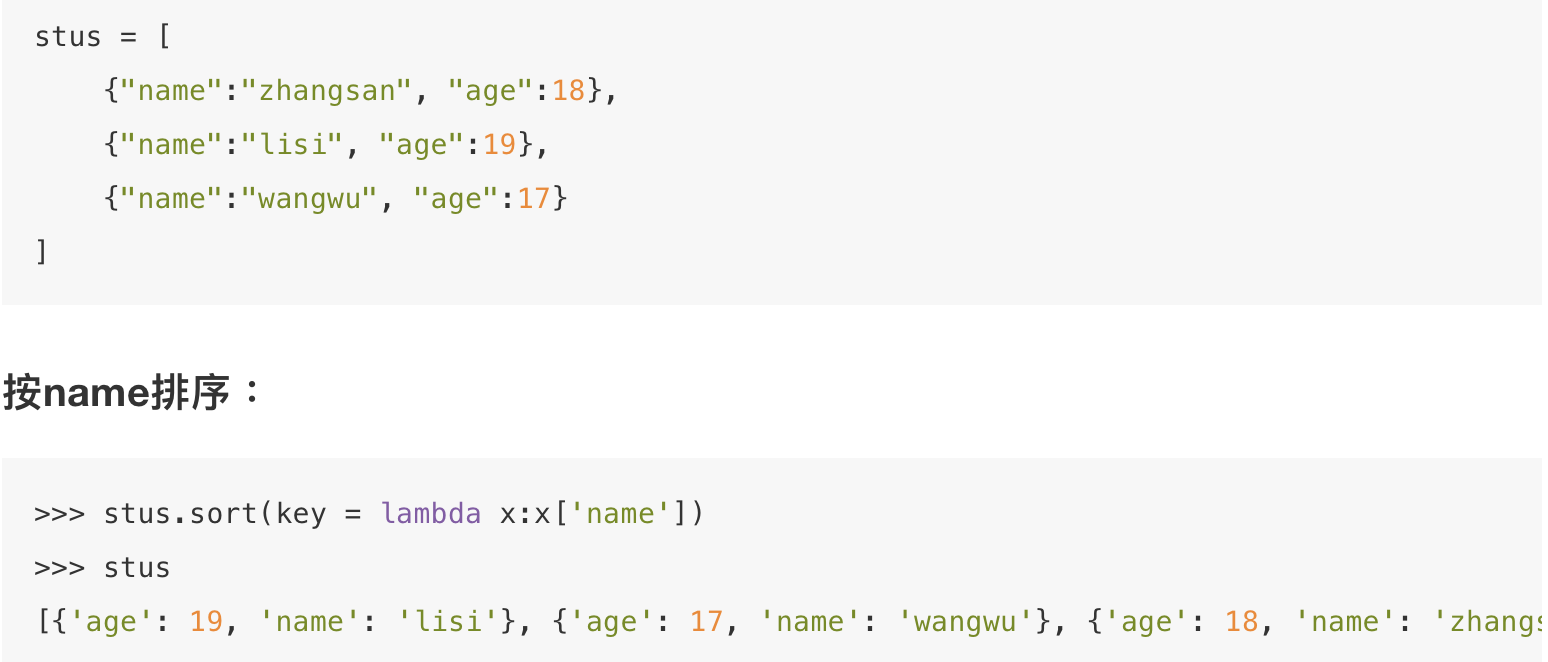 stus = [
    {"name":"zhangsan", "age":18},
    {"name":"lisi", "age":19},
    {"name":"wangwu", "age":17}
]
按name排序：
>>> stus.sort(key = lambda x:x['name'])
>>> stus
[{'age': 19, 'name': 'lisi'}, {'age': 17, 'name': 'wangwu'}, {'age': 18, 'name': 'zhangs